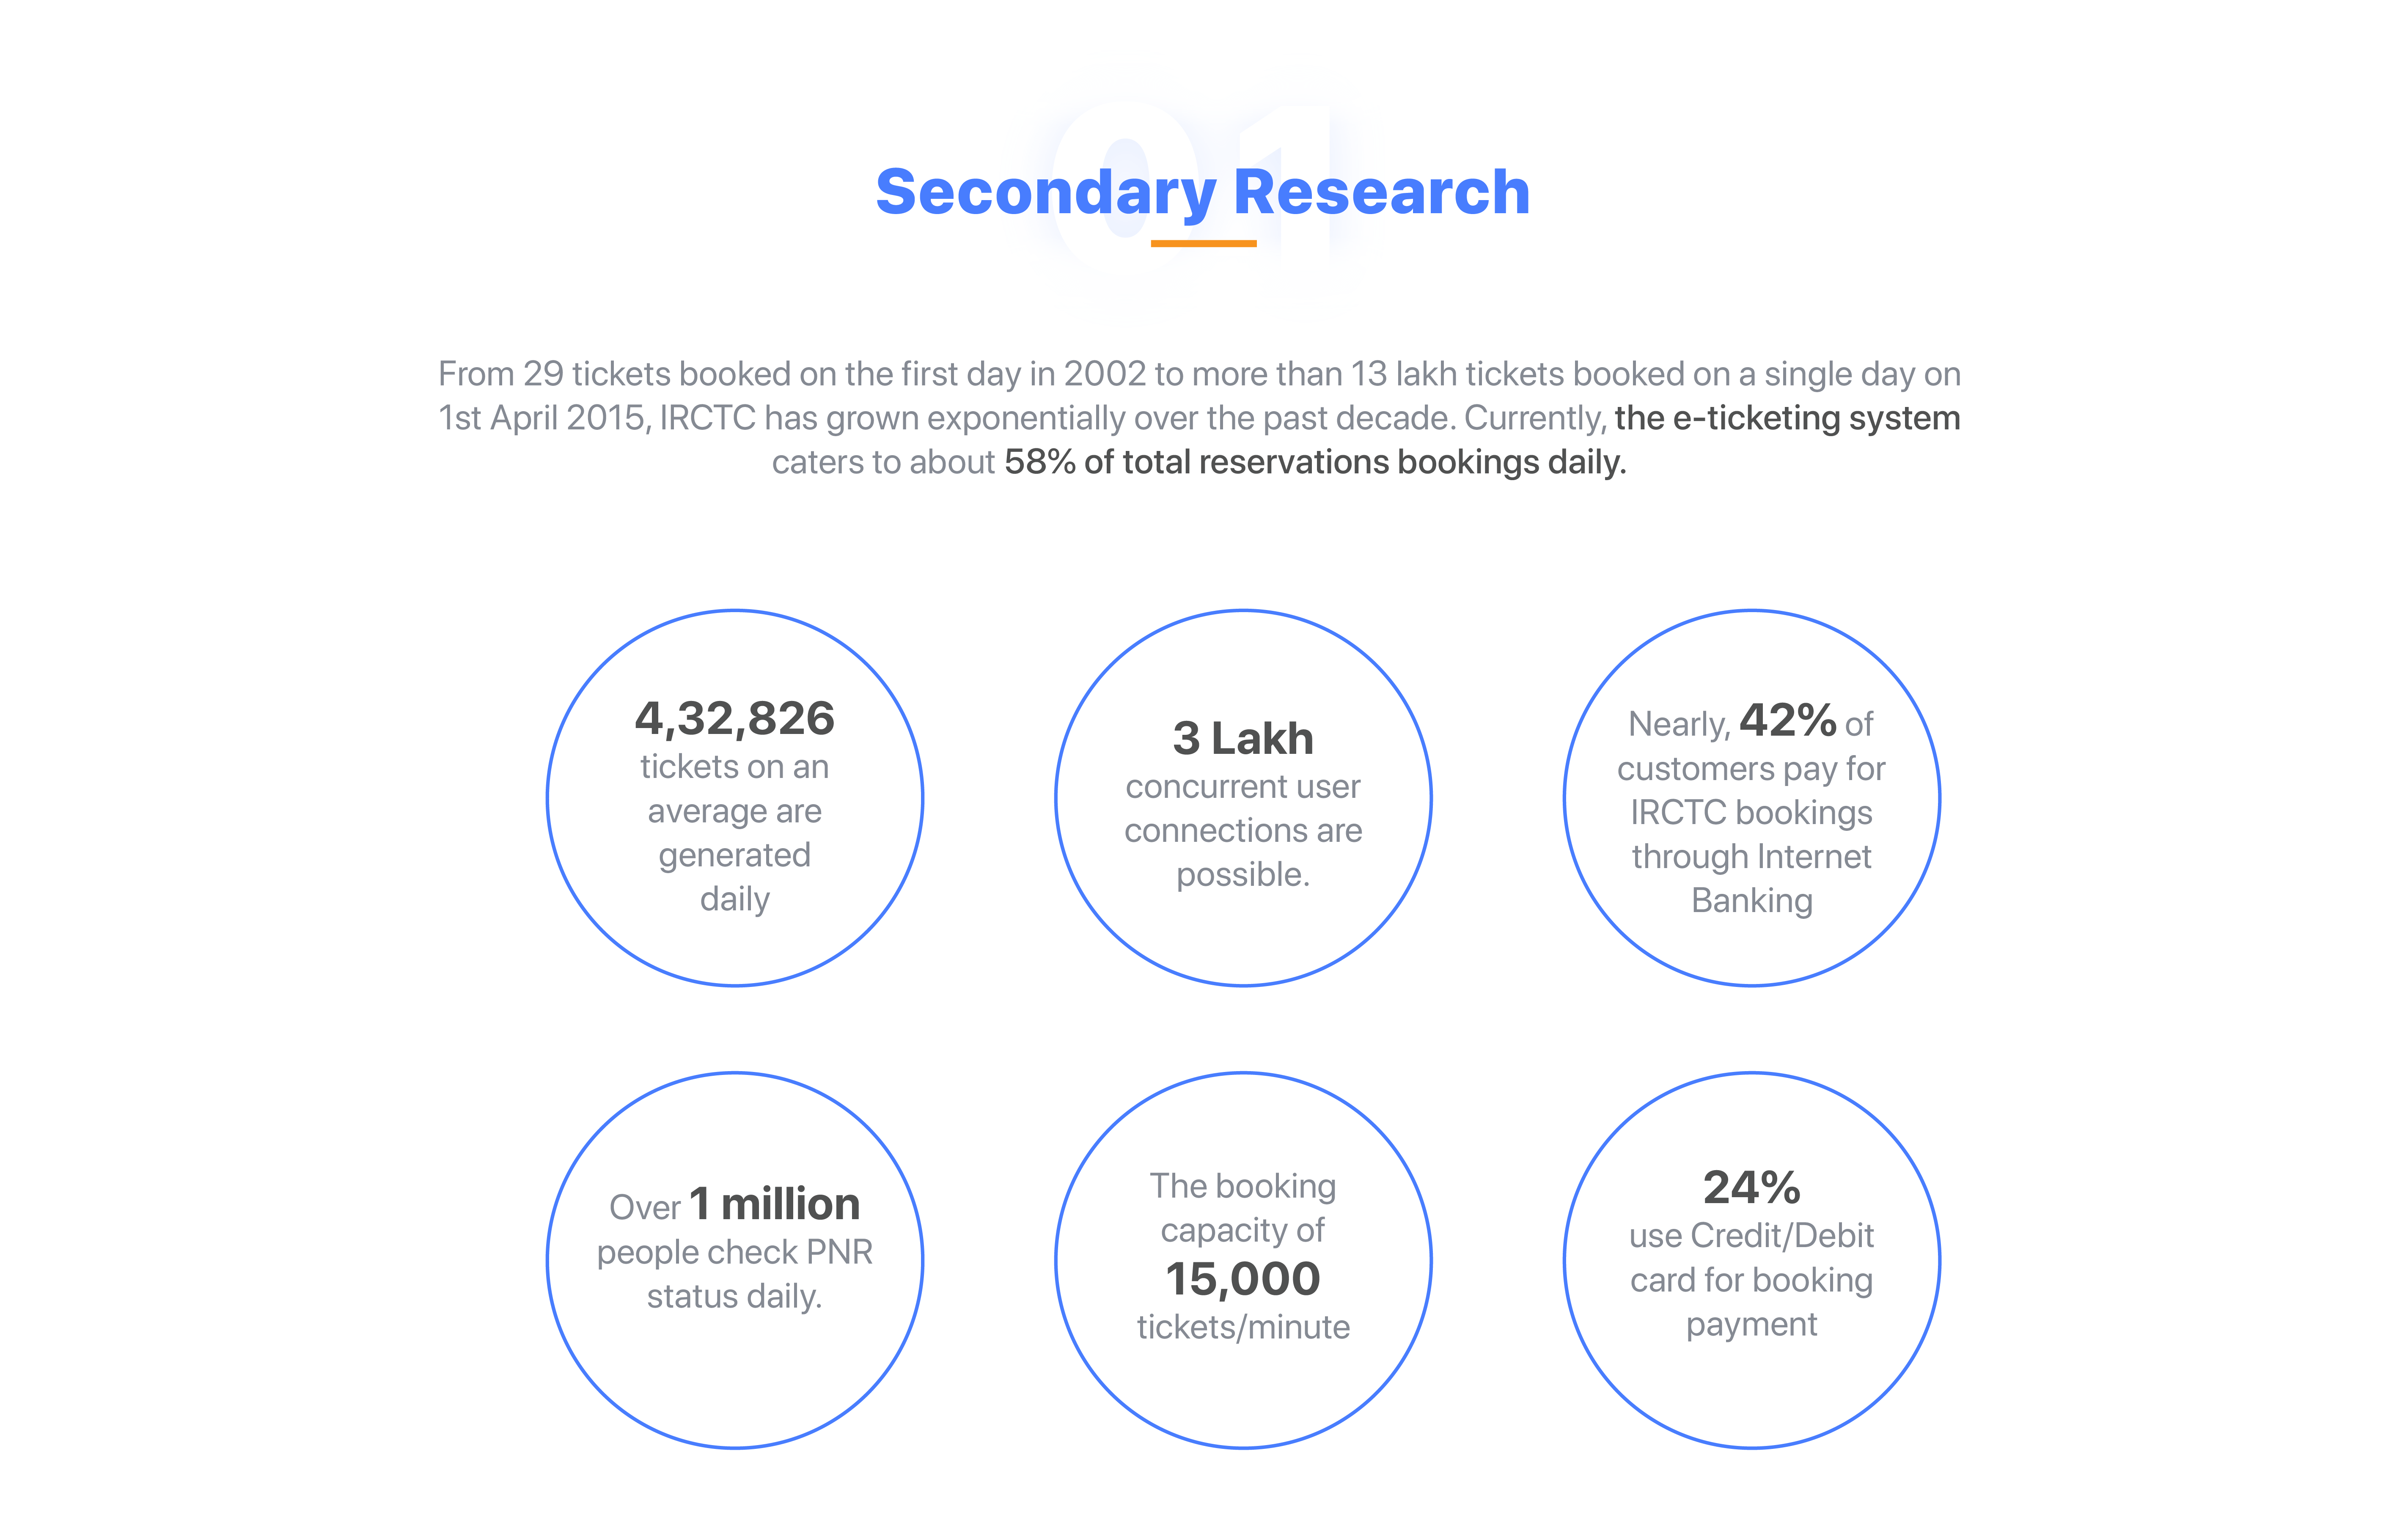 01
Secondary Research
From 29 tickets booked on the first day in 2002 to more than 13 lakh tickets booked on a single day on
1st April 2015, IRCTC has grown exponentially over the past decade. Currently, the e-ticketing system
caters to about 58% of total reservations bookings daily.
4,32,826
tickets on an
average are
generated
daily
3 Lakh
concurrent user
connections are
possible.
Nearly, 42% of
customers pay for
IRCTC bookings
through Internet
Banking
Over 1 million
people check PNR
status daily.
The booking
capacity of
15,000
tickets/minute
24%
use Credit/Debit
card for booking
payment